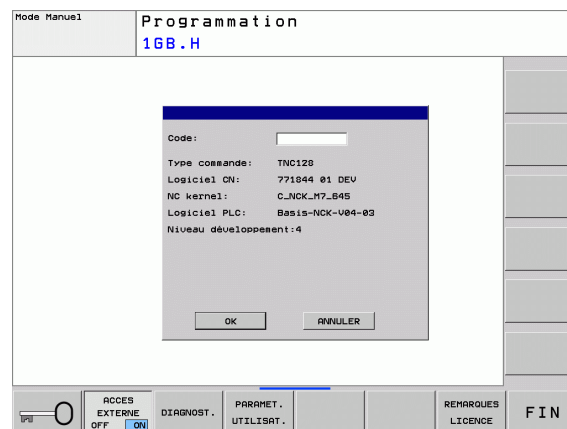 Mode Manuel
Programmation
1GB.H
Code:
Type commande: TNC128
Logiciel CN: 771844 01 DEV
NC kernel: C_NCK_M7_645
Logiciel PLC: Basis-NCK-V04-03
Niveau développement:4
OK ANNULER
ACCES
EXTERNE
OFF ON
DIAGNOST.
PARAMET.
UTILISAT.
REMARQUES
LICENCE
FIN